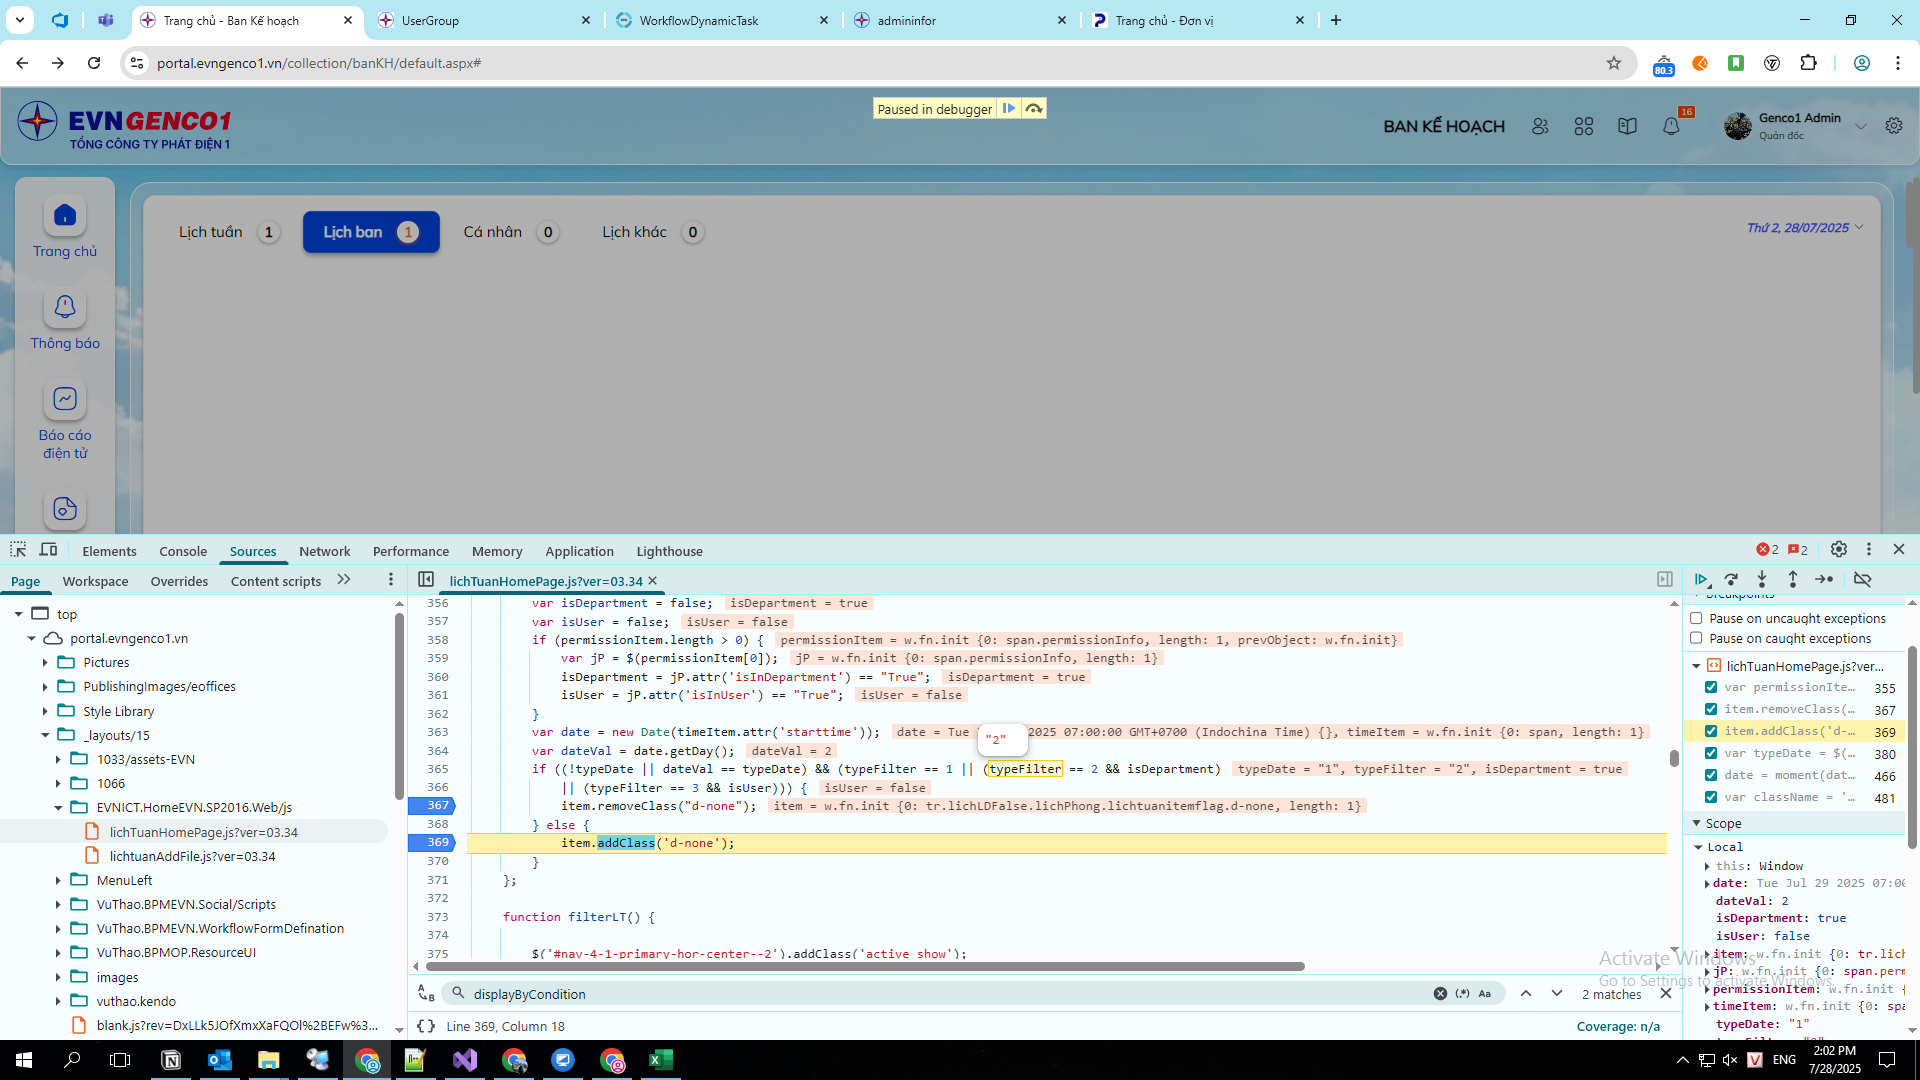 Trang chủ - Ban Kế hoạch
UserGroup
WorkflowDynamicTask
admininfor
Trang chủ - Đơn vị
portal.evngenco1.vn/collection/banKH/default.aspx#
80.3
EVNGENCO1
TỔNG CÔNG TY PHÁT ĐIỆN 1
Paused in debugger
BAN KẾ HOẠCH
16
Genco1 Admin
Quản đốc
Trang chủ
Thông báo
Báo cáo
điện tử
Lịch tuần 1
Lịch ban 1
Cá nhân 0
Lịch khác 0
Thứ 2, 28/07/2025
Elements
Console
Sources
Network
Performance
Memory
Application
Lighthouse
2
2
Page
Workspace
Overrides
Content scripts
lichTuanHomePage.js?ver=03.34
top
portal.evngenco1.vn
Pictures
PublishingImages/eoffices
Style Library
_layouts/15
1033/assets-EVN
1066
EVNICT.HomeEVN.SP2016.Web/js
lichTuanHomePage.js?ver=03.34
lichtuanAddFile.js?ver=03.34
MenuLeft
VuThao.BPMEVN.Social/Scripts
VuThao.BPMEVN.WorkflowFormDefination
VuThao.BPMOP.ResourceUI
images
vuthao.kendo
blank.js?rev=DxLLk5JOfXmxXaFQOl%2BEFw%3...
356 var isDepartment = false; isDepartment = true
357 var isUser = false; isUser = false
358 if (permissionItem.length > 0) { permissionItem = w.fn.init {0: span.permissionInfo, length: 1, prevObject: w.fn.init}
359 var jP = $(permissionItem[0]); jP = w.fn.init {0: span.permissionInfo, length: 1}
360 isDepartment = jP.attr('isInDepartment') == "True"; isDepartment = true
361 isUser = jP.attr('isInUser') == "True"; isUser = false
362 }
363 var date = new Date(timeItem.attr('starttime')); date = Tue 2025 07:00:00 GMT+0700 (Indochina Time) {}, timeItem = w.fn.init {0: span, length: 1}
"2"
364 var dateVal = date.getDay(); dateVal = 2
365 if ((!typeDate || dateVal == typeDate) && (typeFilter == 1 || (typeFilter == 2 && isDepartment) typeDate = "1", typeFilter = "2", isDepartment = true
366 || (typeFilter == 3 && isUser))) { isUser = false
367 item.removeClass("d-none"); item = w.fn.init {0: tr.lichLDFalse.lichPhong.lichtuanitemflag.d-none, length: 1}
368 } else {
369 item.addClass('d-none');
370 }
371 };
372
373 function filterLT() {
374
375 $('#nav-4-1-primary-hor-center--2').addClass('active show');
displayByCondition
(.*) Aa
2 matches
{} Line 369, Column 18
Coverage: n/a
Breakpoints
Pause on uncaught exceptions
Pause on caught exceptions
lichTuanHomePage.js?ver...
var permissionIte… 355
item.removeClass(… 367
item.addClass('d-… 369
var typeDate = $(… 380
date = moment(dat… 466
var className = '… 481
Scope
Local
this: Window
date: Tue Jul 29 2025 07:00
dateVal: 2
isDepartment: true
isUser: false
item: w.fn.init {0: tr.lich
jP: w.fn.init {0: span.perm
permissionItem: w.fn.init {
timeItem: w.fn.init {0: spa
typeDate: "1"
Activate Windows
Go to Settings to activate Windows.
ENG
2:02 PM
7/28/2025